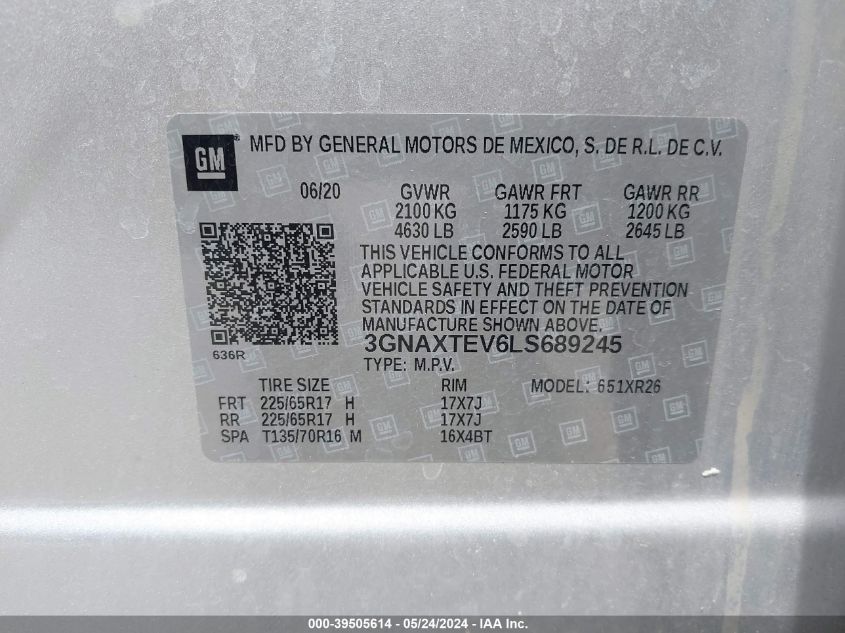 GM
MFD BY GENERAL MOTORS DE MEXICO, S. DE R.L. DE C.V.
06/20 GVWR GAWR FRT GAWR RR
2100 KG 1175 KG 1200 KG
4630 LB 2590 LB 2645 LB
THIS VEHICLE CONFORMS TO ALL
APPLICABLE U.S. FEDERAL MOTOR
VEHICLE SAFETY AND THEFT PREVENTION
STANDARDS IN EFFECT ON THE DATE OF
MANUFACTURE SHOWN ABOVE.
636R
3GNAXTEV6LS689245
TYPE: M.P.V.
TIRE SIZE RIM MODEL: 651XR26
FRT 225/65R17 H 17X7J
RR 225/65R17 H 17X7J
SPA T135/70R16 M 16X4BT
000-39505614 - 05/24/2024 - IAA Inc.